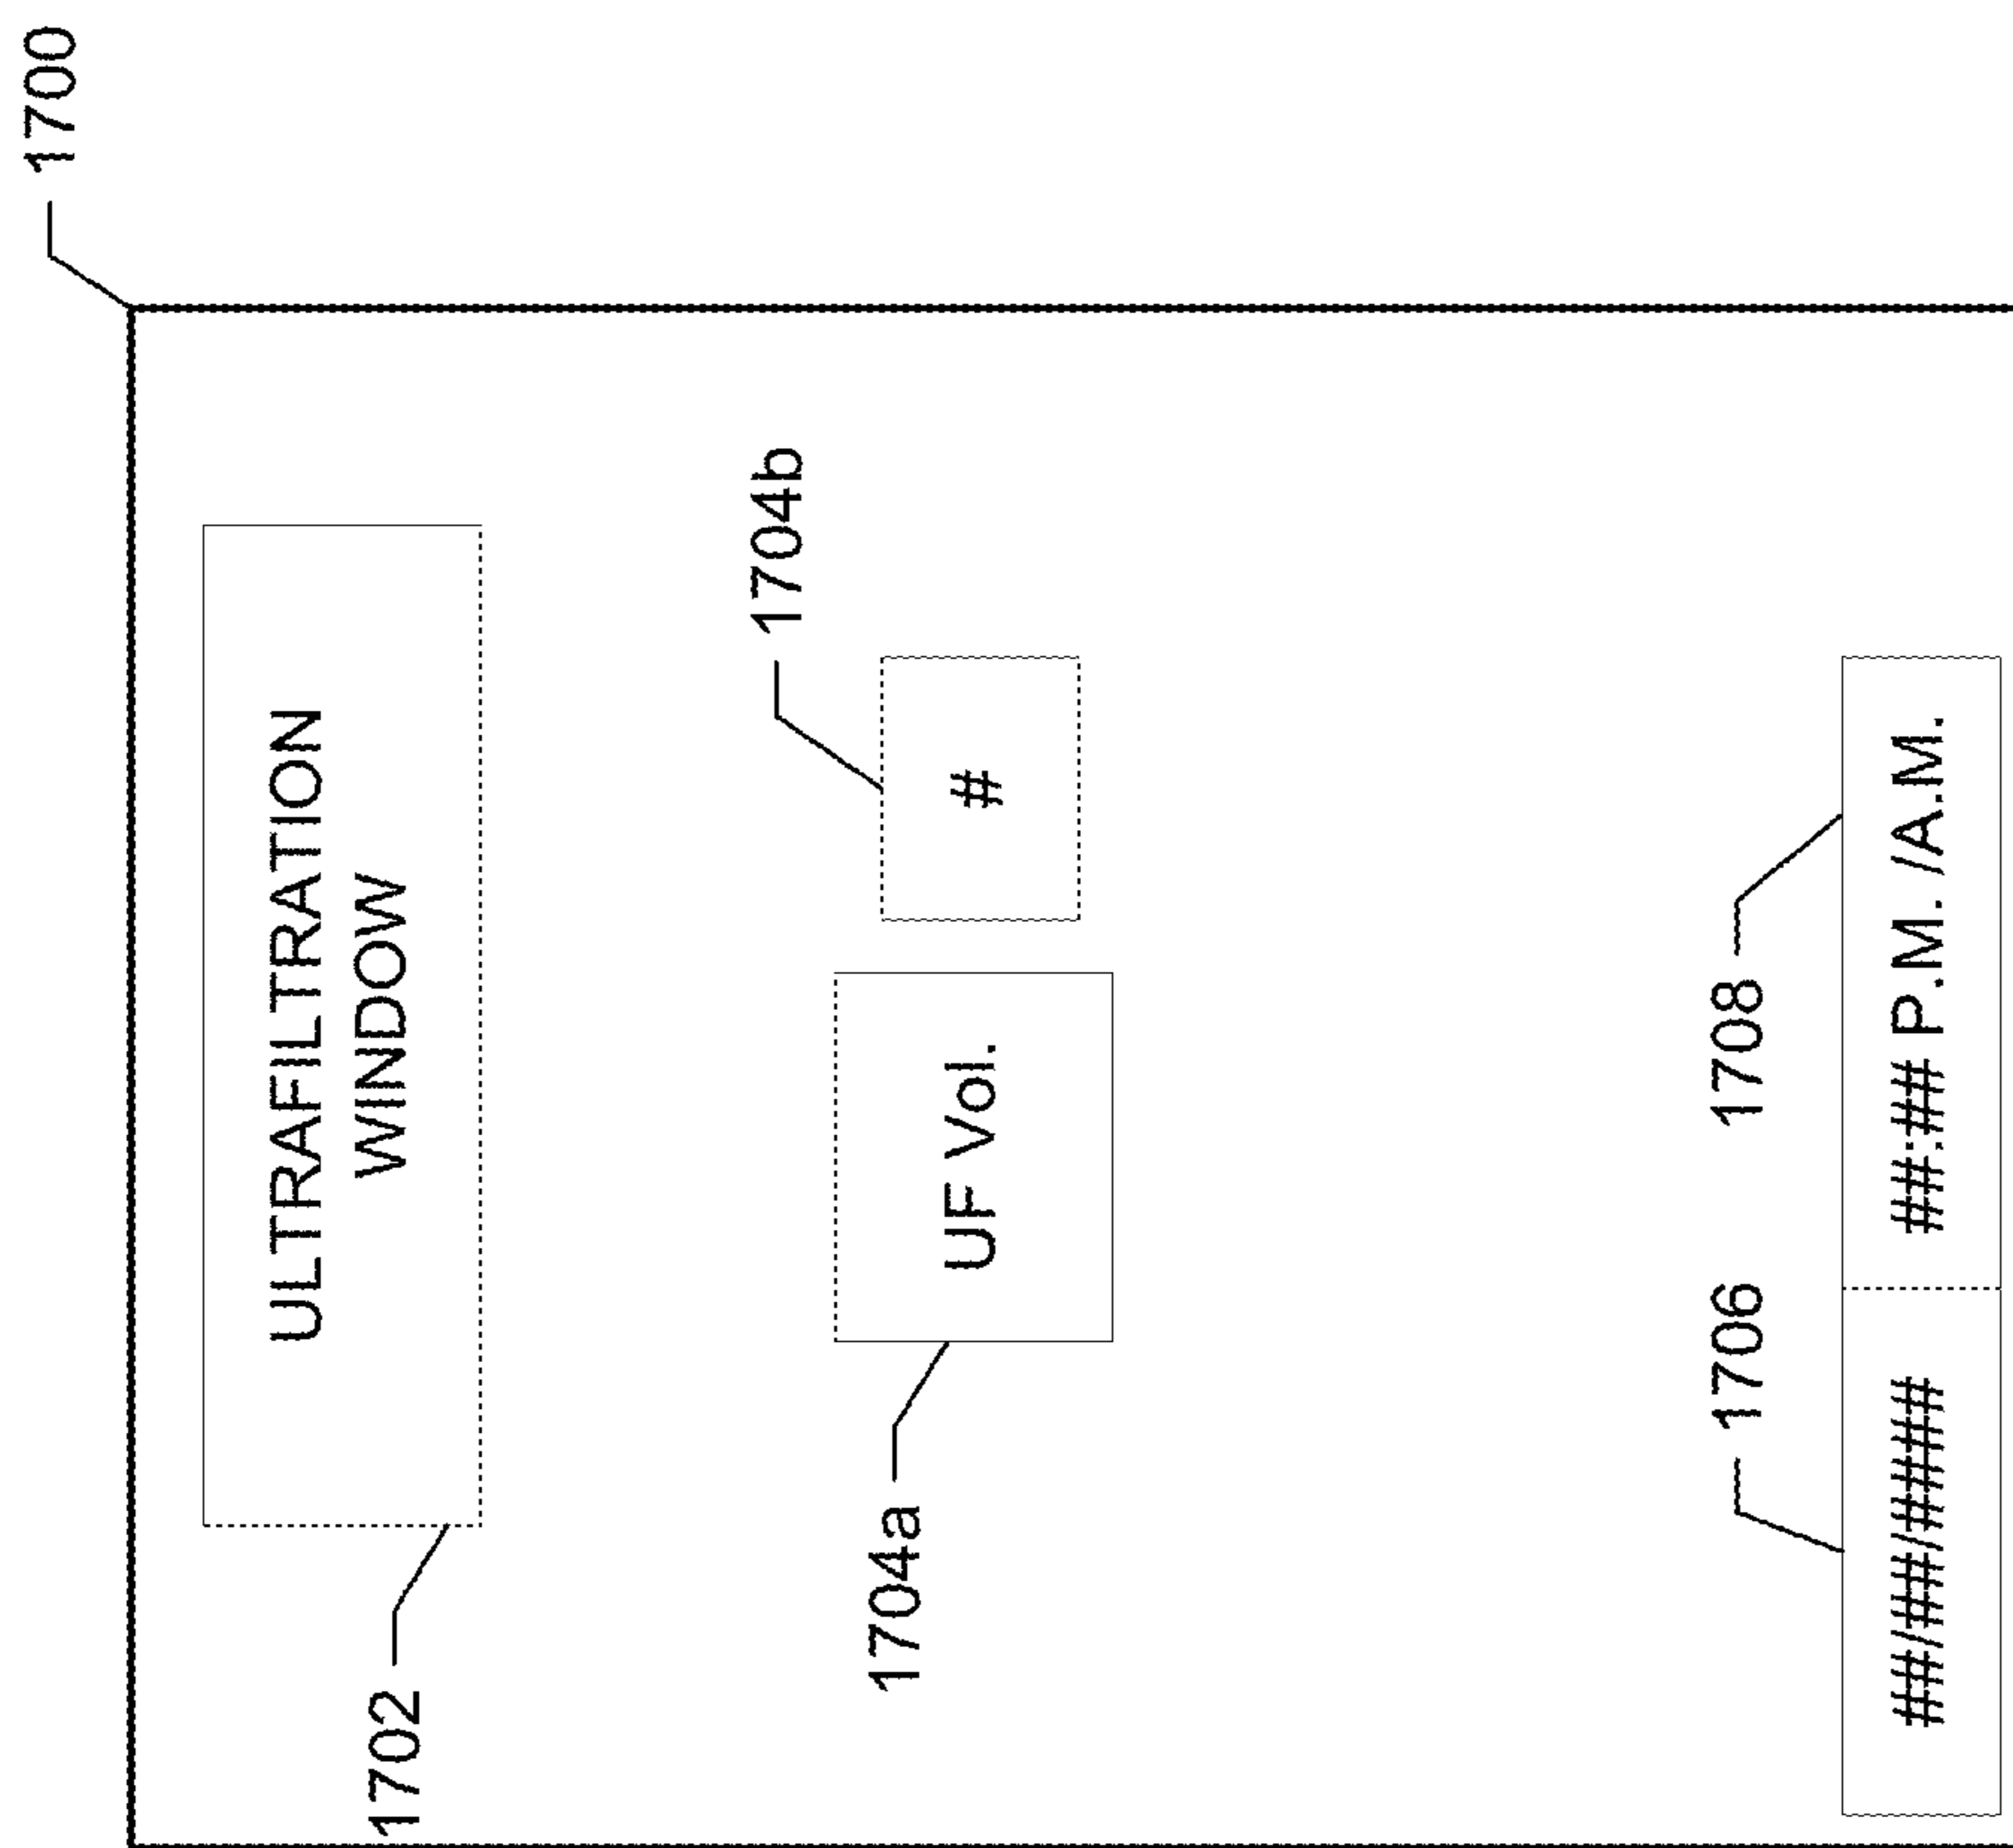 1700
ULTRAFILTRATION
WINDOW
1702
1704b
UF Vol.
#
1704a
1706
1708
##/##/####
##:## P.M. /A.M.